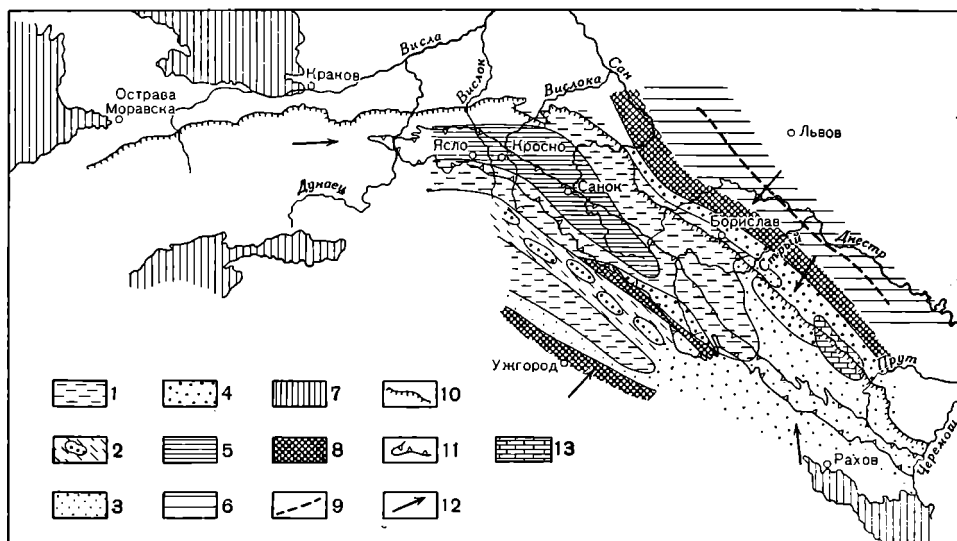 Висла
Сан
Краков
Вислок
Вислока
Острава
Моравска
Львов
Ясло
Кросно
Санок
Дунаец
Борислав
Стрый
Днестр
Ужгород
Прут
Рахов
Черемош
1
4
7
10
2
5
8
11
13
3
6
9
12